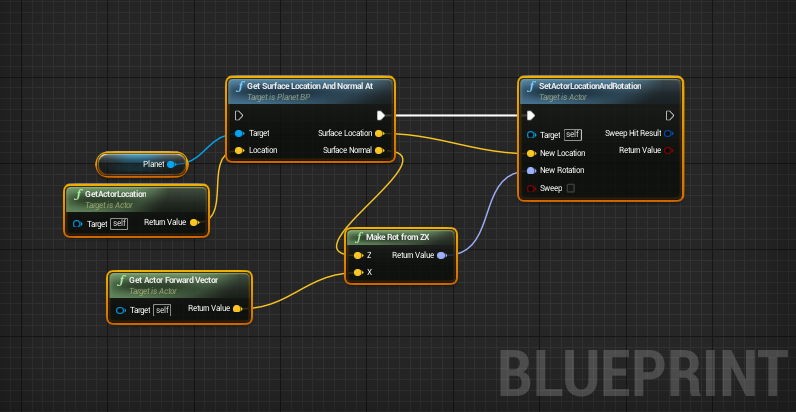 f Get Surface Location And Normal At
Target is Planet BP
Target
Surface Location
Location
Surface Normal
f SetActorLocationAndRotation
Target is Actor
Target self
Sweep Hit Result
New Location
Return Value
New Rotation
Sweep
Planet
f GetActorLocation
Target is Actor
Target self
Return Value
f Make Rot from ZX
Z
Return Value
X
f Get Actor Forward Vector
Target is Actor
Target self
Return Value
BLUEPRINT